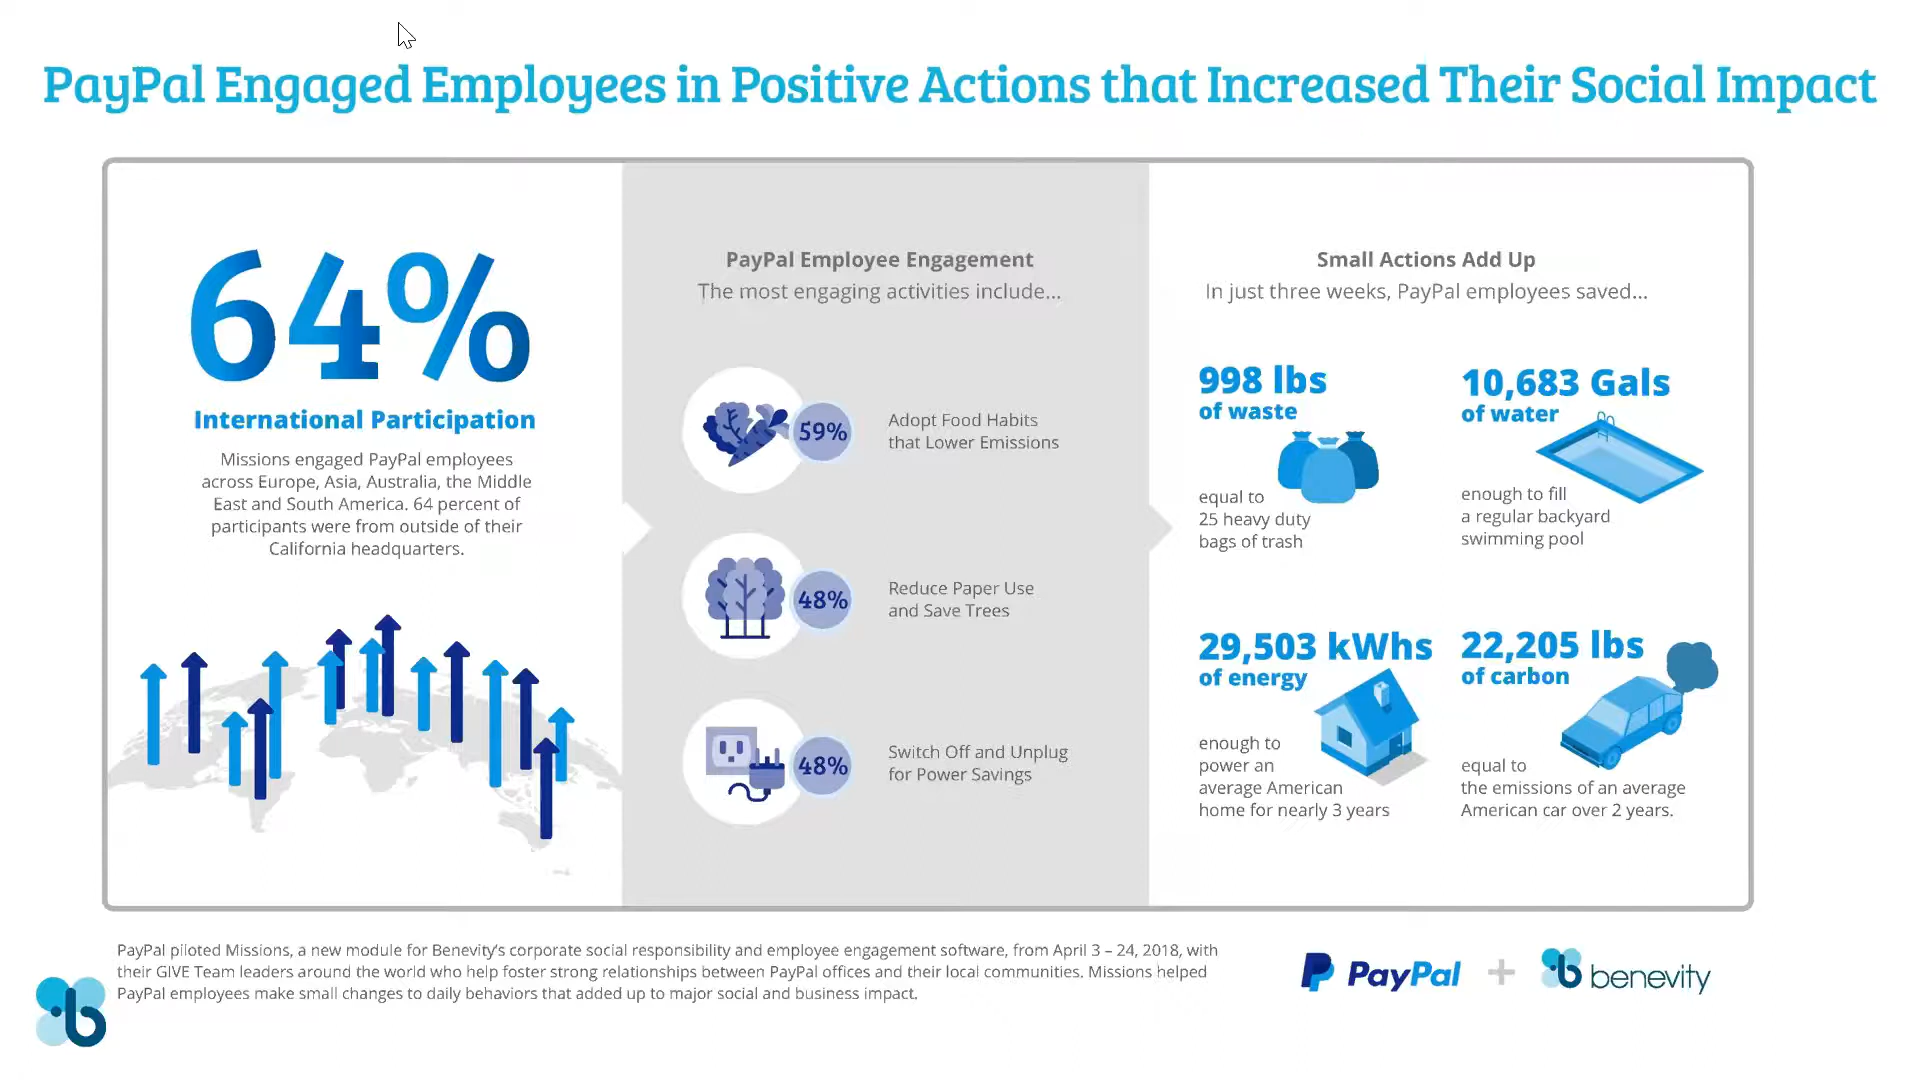 PayPal Engaged Employees in Positive Actions that Increased Their Social Impact
64%
International Participation
Missions engaged PayPal employees
across Europe, Asia, Australia, the Middle
East and South America. 64 percent of
participants were from outside of their
California headquarters.
PayPal Employee Engagement
The most engaging activities include...
59%
Adopt Food Habits
that Lower Emissions
48%
Reduce Paper Use
and Save Trees
48%
Switch Off and Unplug
for Power Savings
Small Actions Add Up
In just three weeks, PayPal employees saved...
998 lbs
of waste
equal to
25 heavy duty
bags of trash
10,683 Gals
of water
enough to fill
a regular backyard
swimming pool
29,503 kWhs
of energy
enough to
power an
average American
home for nearly 3 years
22,205 lbs
of carbon
equal to
the emissions of an average
American car over 2 years.
PayPal piloted Missions, a new module for Benevity's corporate social responsibility and employee engagement software, from April 3 – 24, 2018, with
their GIVE Team leaders around the world who help foster strong relationships between PayPal offices and their local communities. Missions helped
PayPal employees make small changes to daily behaviors that added up to major social and business impact.
PayPal + benevity